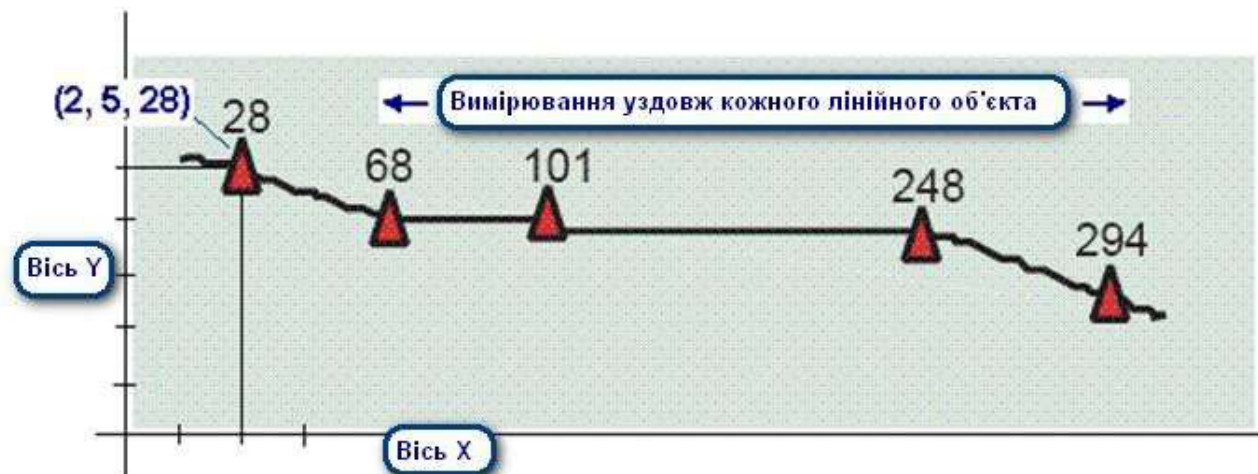 Вимірювання уздовж кожного лінійного об'єкта
(2, 5, 28)
28
68
101
248
294
Вісь Y
Вісь X